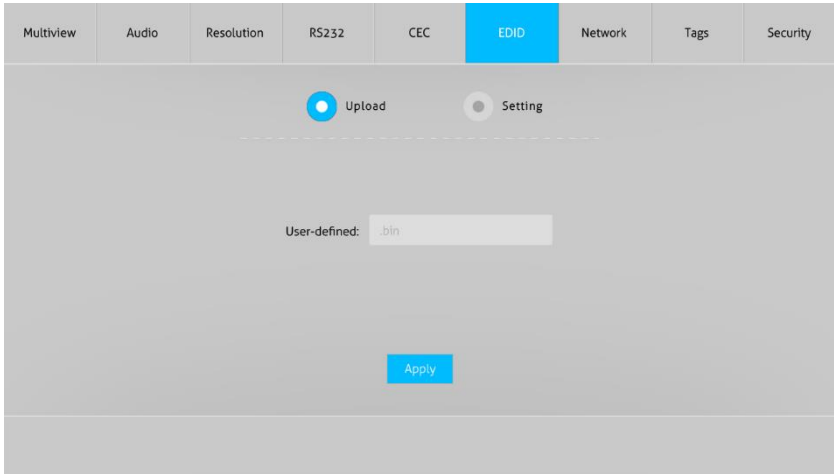 Multiview Audio Resolution RS232 CEC EDID Network Tags Security
Upload Setting
User-defined: .bin
Apply